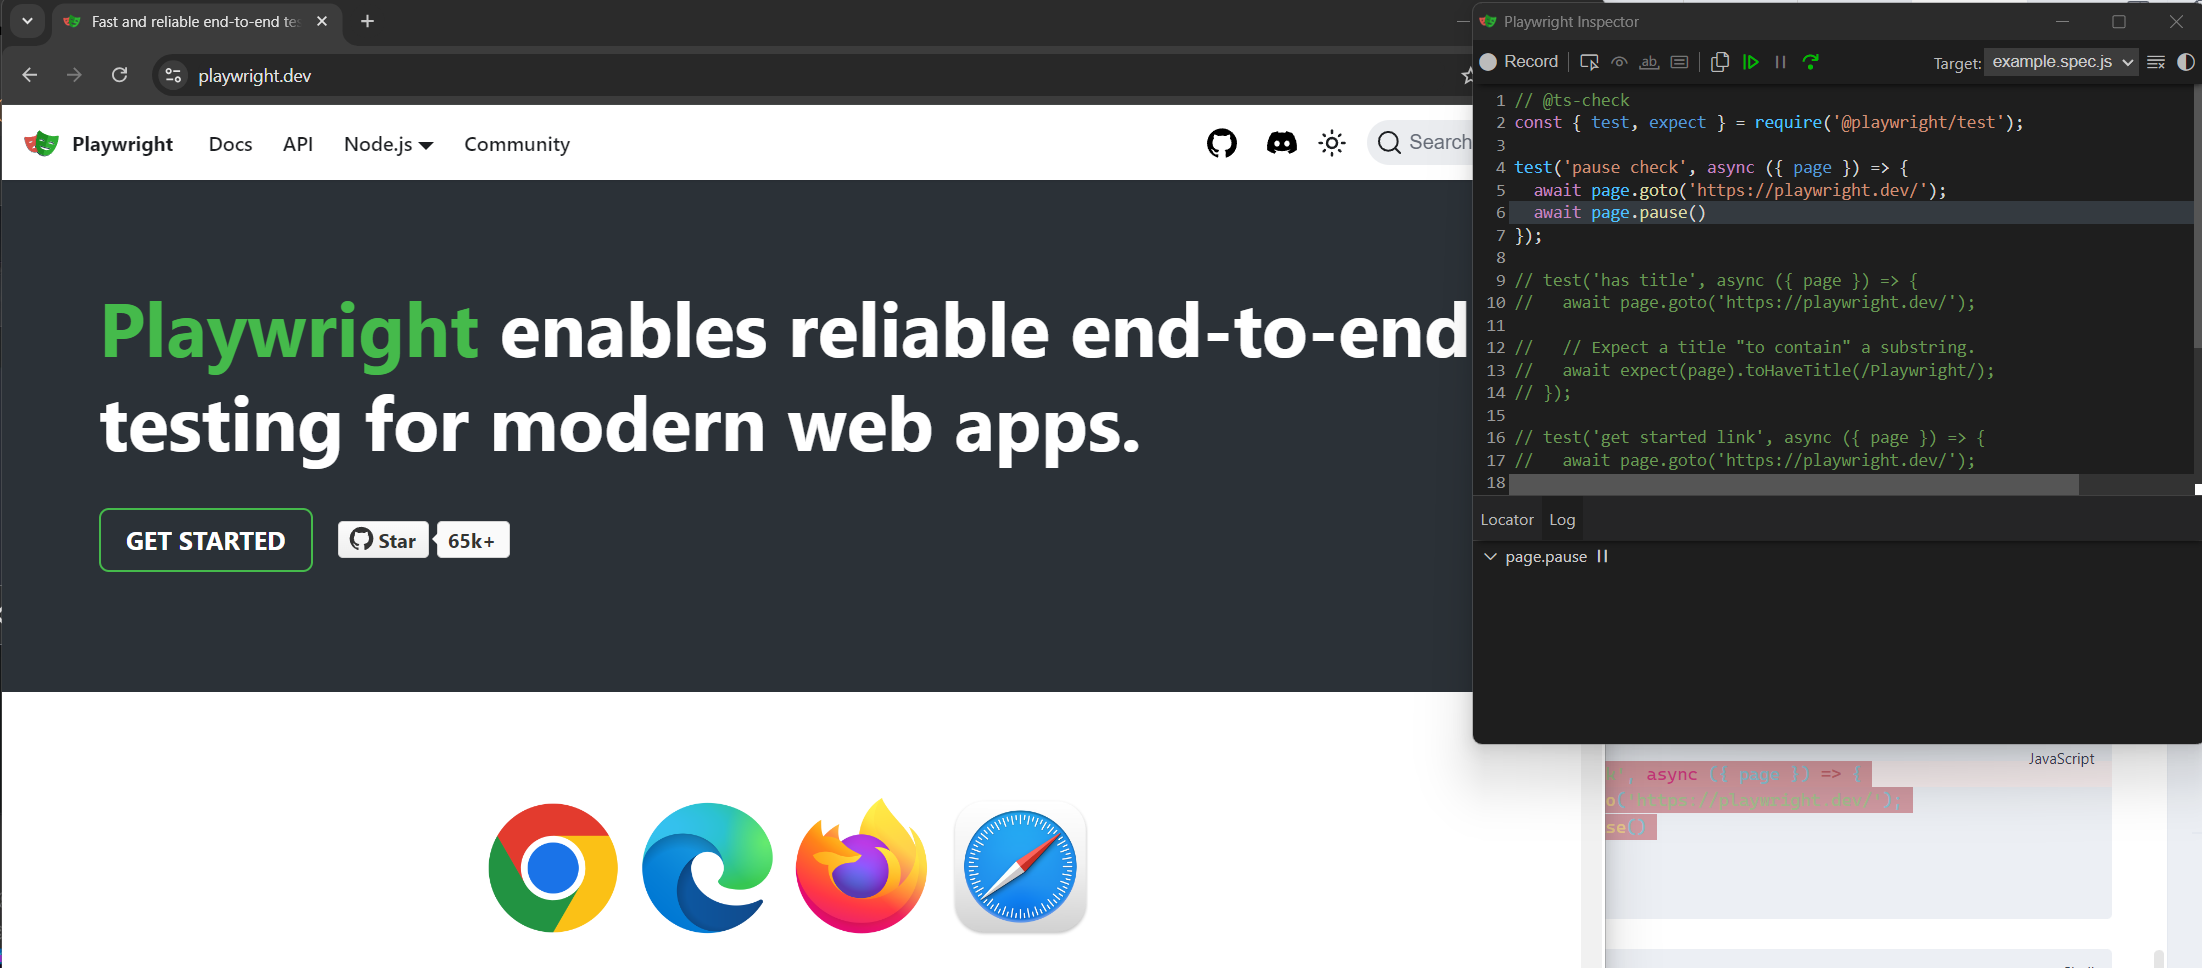 Fast and reliable end-to-end tes
playwright.dev
Playwright Docs API Node.js Community
Search
Playwright enables reliable end-to-end
testing for modern web apps.
GET STARTED
Star 65k+
Playwright Inspector
Record
Target: example.spec.js
1 // @ts-check
2 const { test, expect } = require('@playwright/test');
3
4 test('pause check', async ({ page }) => {
5   await page.goto('https://playwright.dev/');
6   await page.pause()
7 });
8
9 // test('has title', async ({ page }) => {
10 //   await page.goto('https://playwright.dev/');
11
12 //   // Expect a title "to contain" a substring.
13 //   await expect(page).toHaveTitle(/Playwright/);
14 // });
15
16 // test('get started link', async ({ page }) => {
17 //   await page.goto('https://playwright.dev/');
18
Locator Log
page.pause
JavaScript
', async ({ page }) => {
o('https://playwright.dev/');
se()